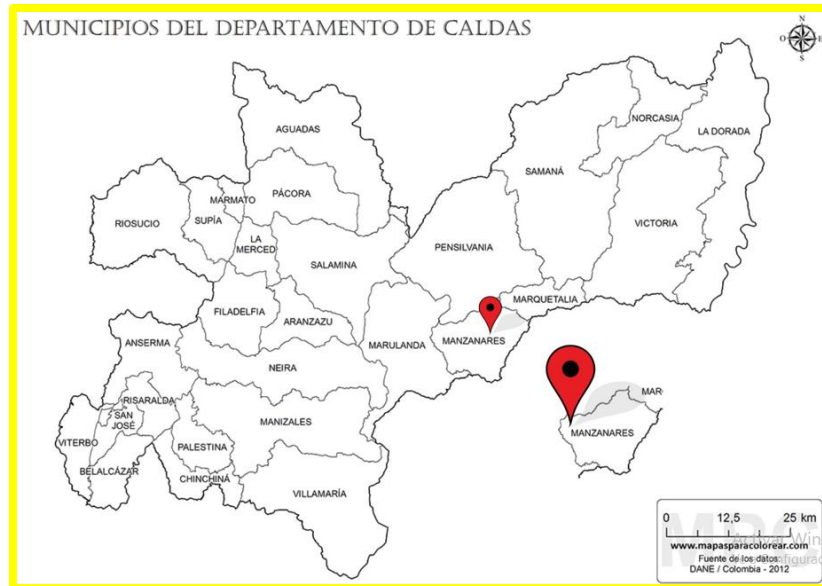 MUNICIPIOS DEL DEPARTAMENTO DE CALDAS
N
O
E
S
AGUADAS
NORCASIA
LA DORADA
SAMANÁ
MARMATO
PÁCORA
RIOSUCIO
SUPÍA
VICTORIA
LA
MERCED
PENSILVANIA
SALAMINA
MARQUETALIA
FILADELFIA
ARANZAZU
ANSERMA
MARULANDA
MANZANARES
NEIRA
MAR
RISARALDA
SAN
JOSÉ
MANIZALES
MANZANARES
VITERBO
PALESTINA
BELALCÁZAR
CHINCHINÁ
VILLAMARÍA
0 12,5 25 km
www.mapasparacolorear.com
Fuente de los datos:
DANE / Colombia - 2012